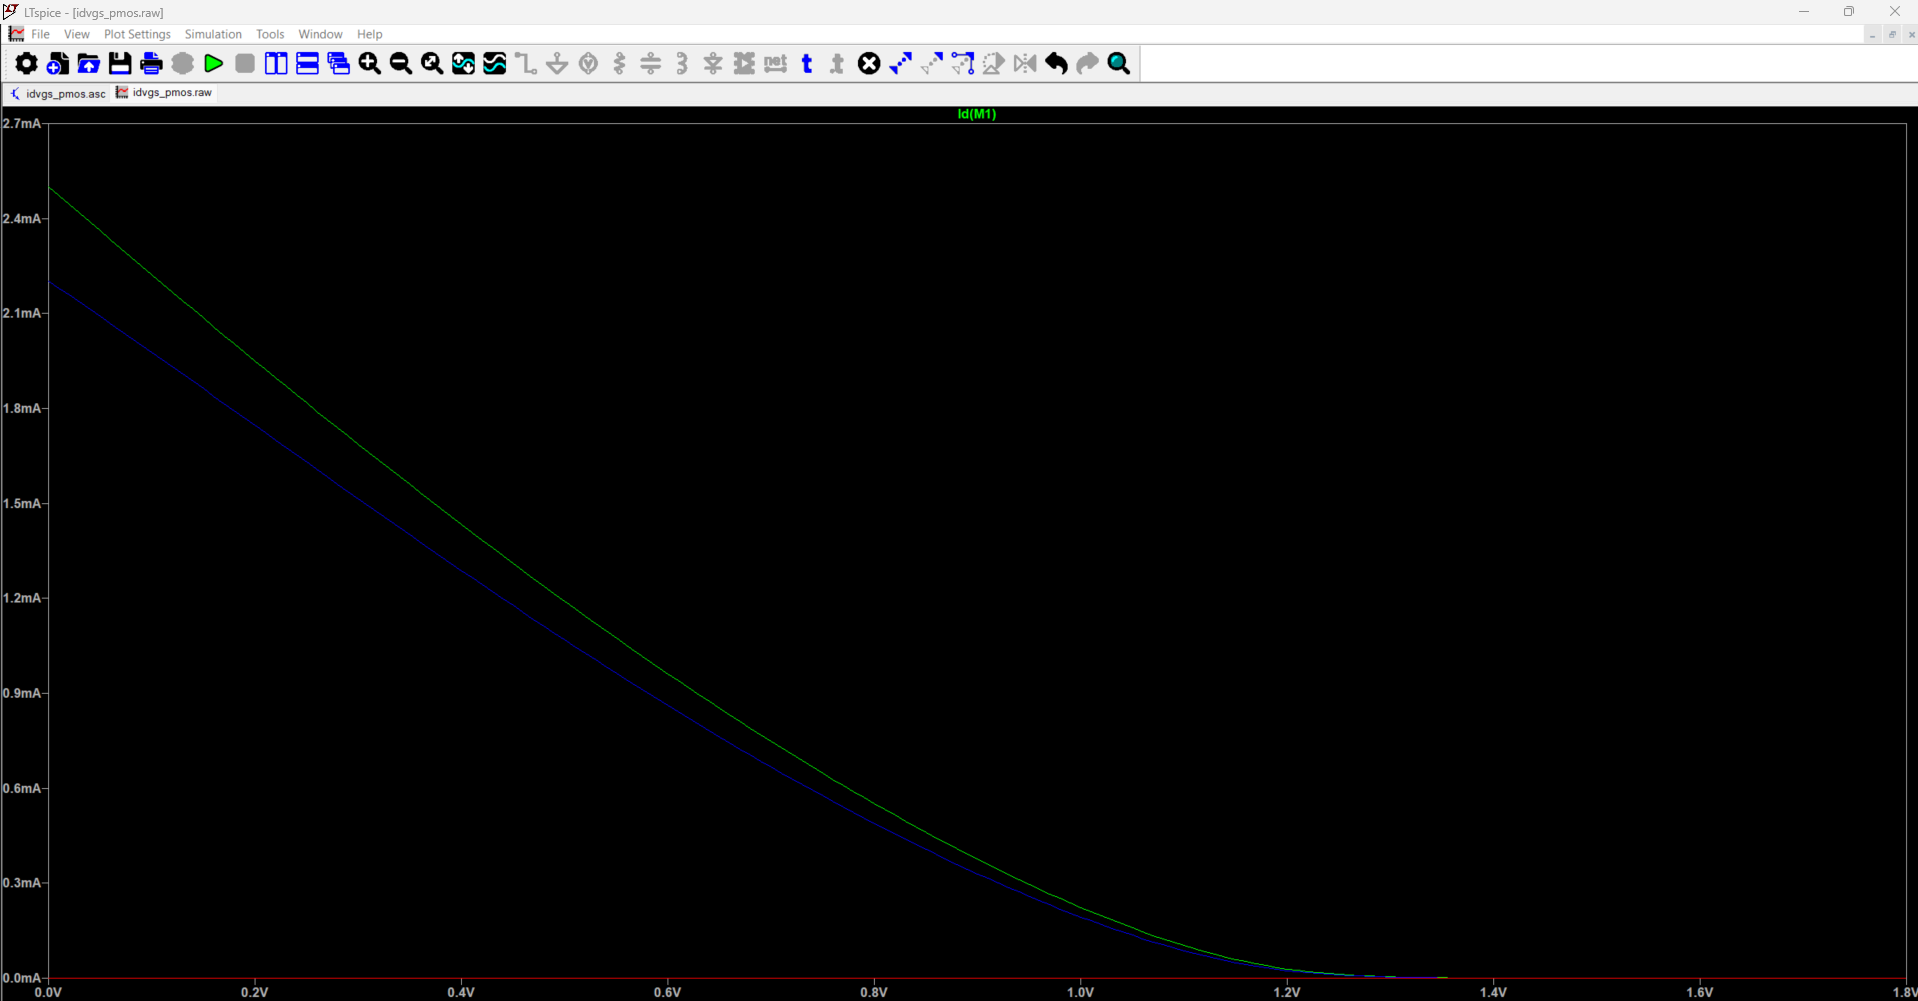 LTspice - [idvgs_pmos.raw]
File View Plot Settings Simulation Tools Window Help
net t t
idvgs_pmos.asc idvgs_pmos.raw
Id(M1)
2.7mA
2.4mA
2.1mA
1.8mA
1.5mA
1.2mA
0.9mA
0.6mA
0.3mA
0.0mA
0.0V 0.2V 0.4V 0.6V 0.8V 1.0V 1.2V 1.4V 1.6V 1.8V